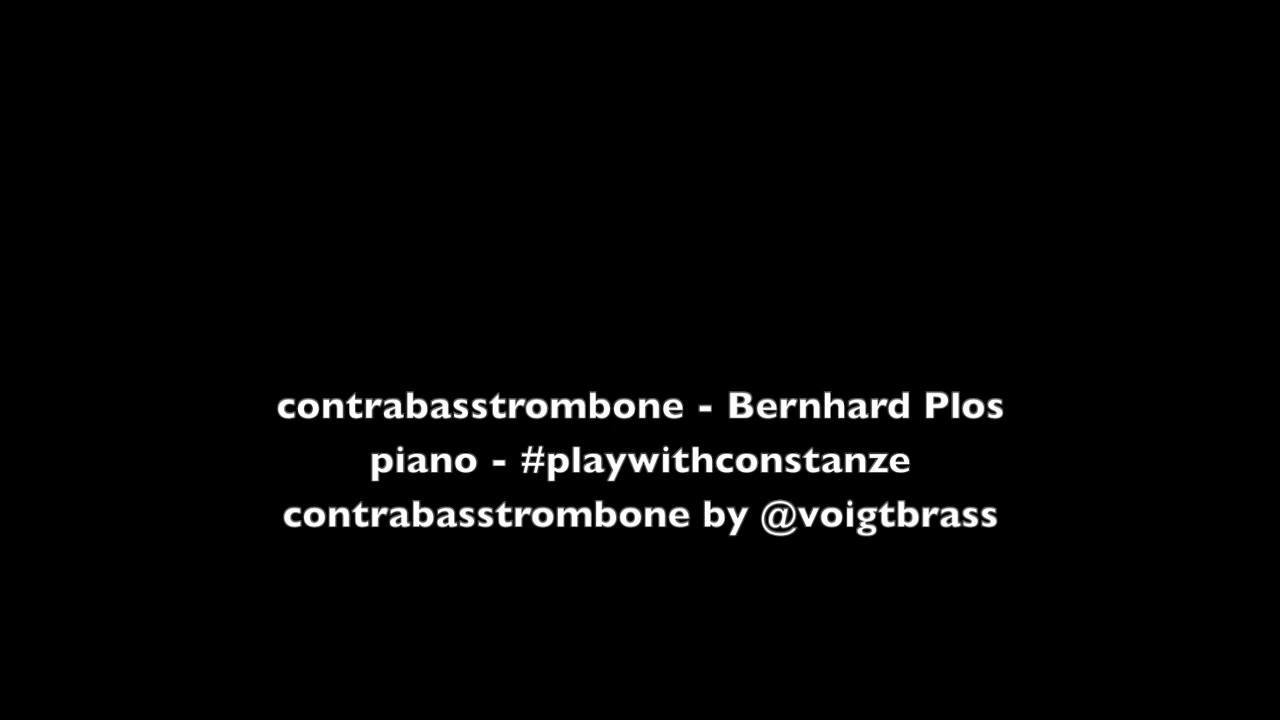 contrabasstrombone - Bernhard Plos
piano - #playwithconstanze
contrabasstrombone by @voigtbrass